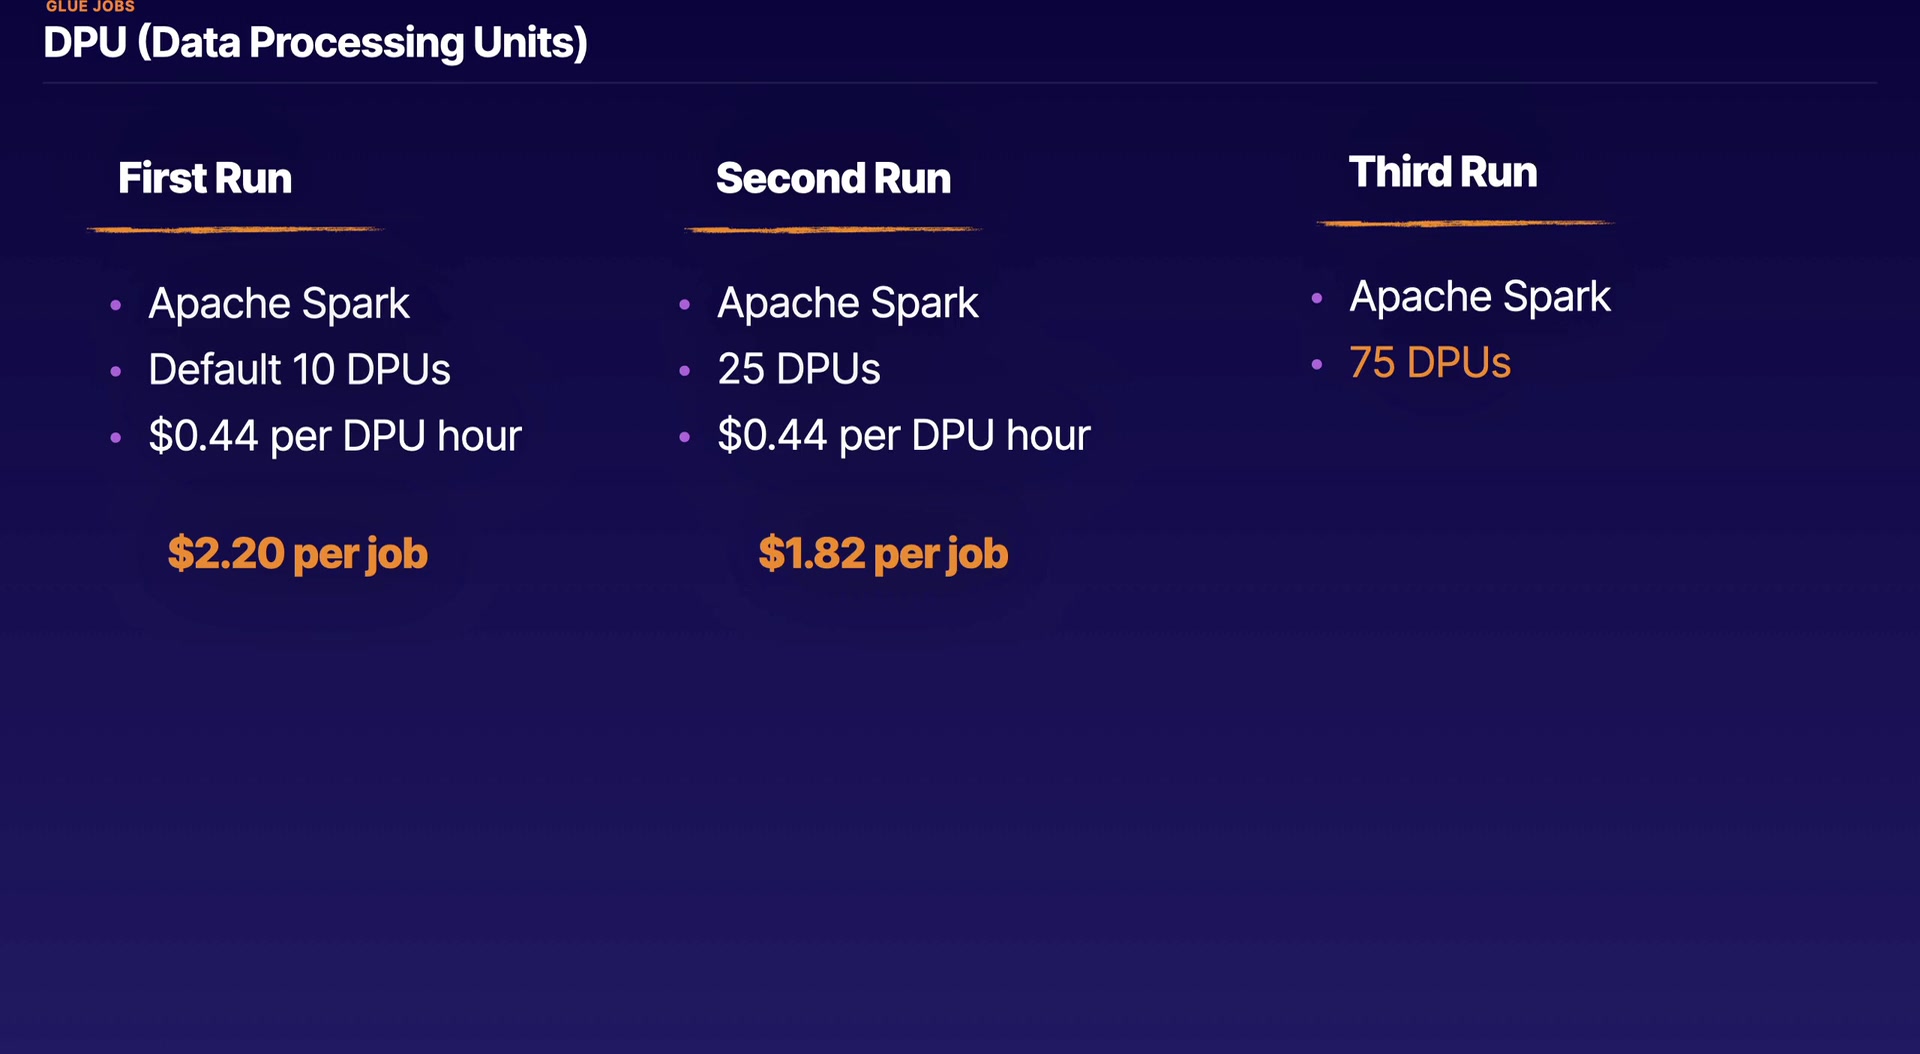 GLUE JOBS
DPU (Data Processing Units)
First Run
• Apache Spark
• Default 10 DPUs
• $0.44 per DPU hour
$2.20 per job
Second Run
• Apache Spark
• 25 DPUs
• $0.44 per DPU hour
$1.82 per job
Third Run
• Apache Spark
• 75 DPUs